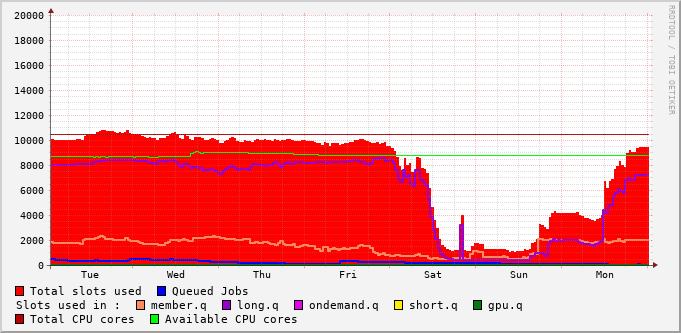 RRDTOOL / TOBI OETIKER
20000
18000
16000
14000
12000
10000
8000
6000
4000
2000
0
Tue Wed Thu Fri Sat Sun Mon
Total slots used Queued Jobs
Slots used in : member.q long.q ondemand.q short.q gpu.q
Total CPU cores Available CPU cores